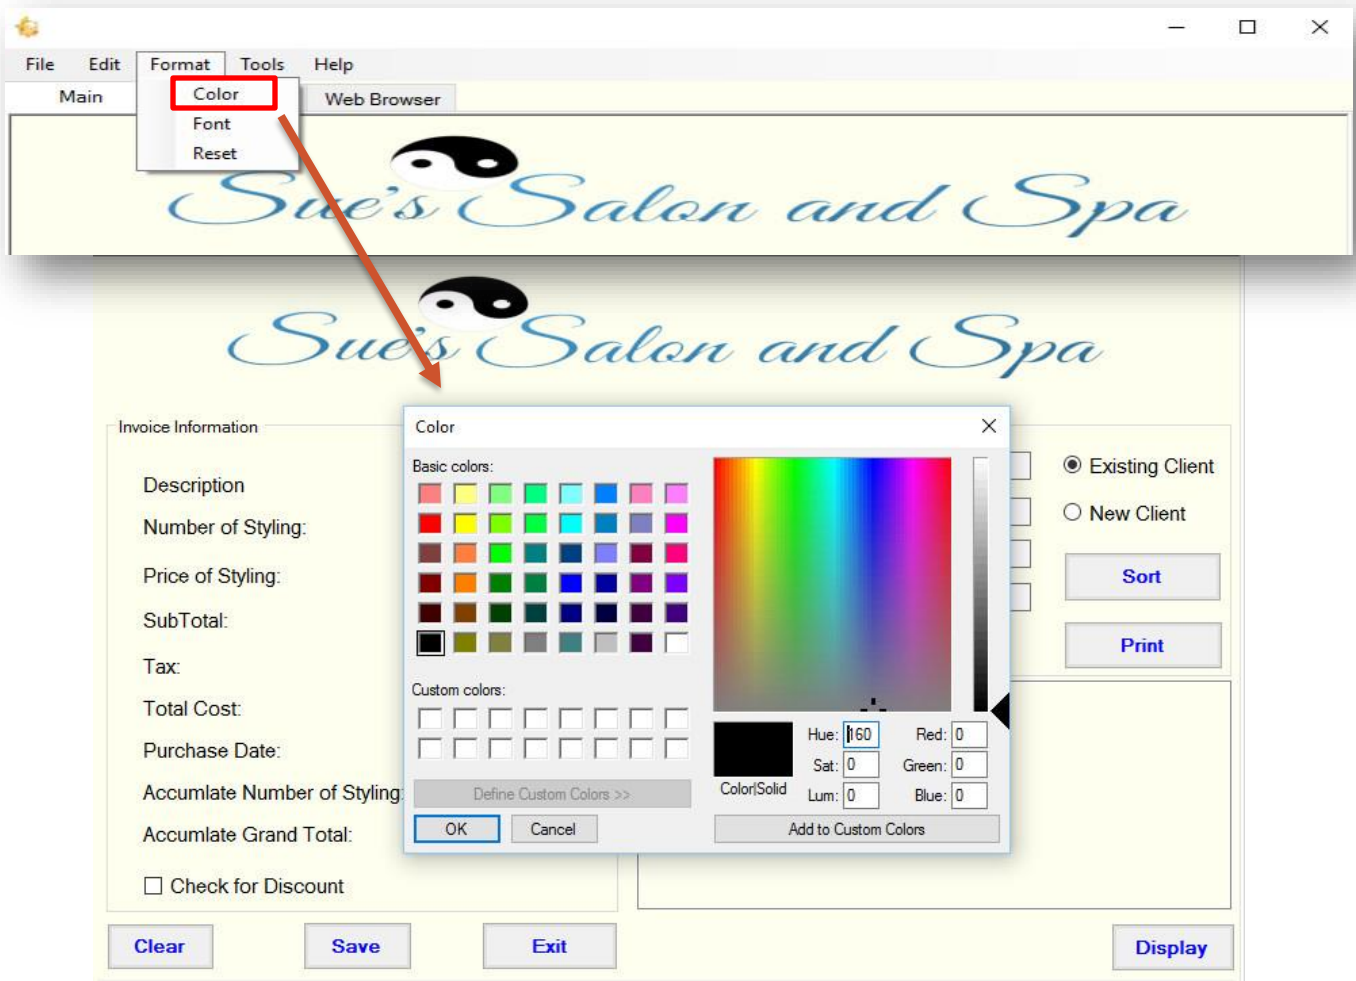 File Edit Format Tools Help
Main Web Browser
Color
Font
Reset
Sue's Salon and Spa
Sue's Salon and Spa
Invoice Information
Description
Number of Styling:
Price of Styling:
SubTotal:
Tax:
Total Cost:
Purchase Date:
Accumlate Number of Styling:
Accumlate Grand Total:
Check for Discount
Color
Basic colors:
Custom colors:
Define Custom Colors >>
OK Cancel
Color|Solid
Hue: 160 Red: 0
Sat: 0 Green: 0
Lum: 0 Blue: 0
Add to Custom Colors
Existing Client
New Client
Sort
Print
Clear Save Exit Display